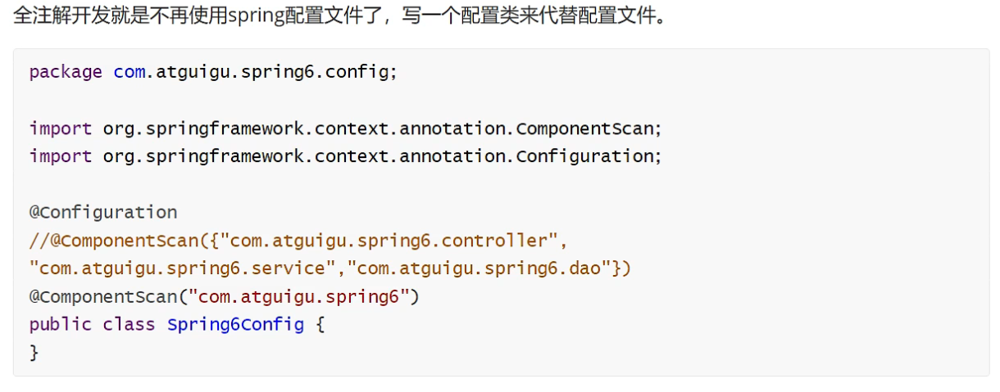 全注解开发就是不再使用spring配置文件了，写一个配置类来代替配置文件。
package com.atguigu.spring6.config;
import org.springframework.context.annotation.ComponentScan;
import org.springframework.context.annotation.Configuration;
@Configuration
//@ComponentScan({"com.atguigu.spring6.controller",
"com.atguigu.spring6.service","com.atguigu.spring6.dao"})
@ComponentScan("com.atguigu.spring6")
public class Spring6Config {
}